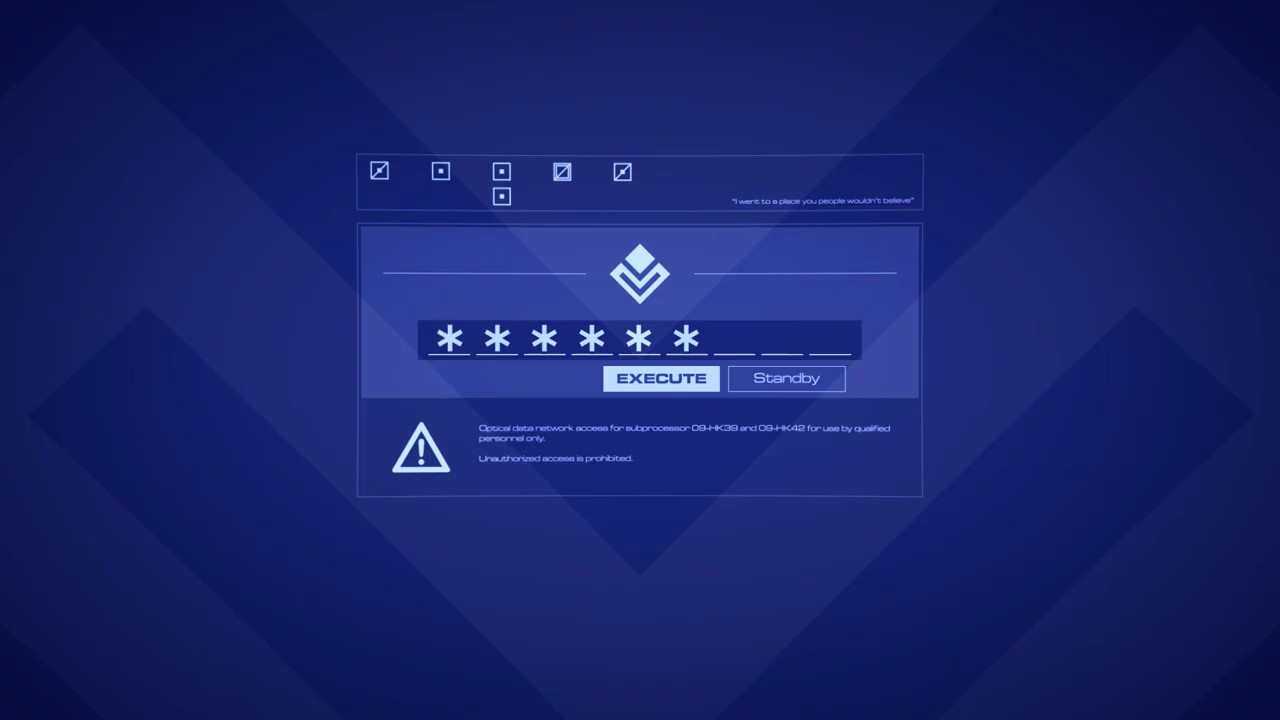 "I went to a place you people wouldn't believe"
******
EXECUTE Standby
Optical data network access for subprocessor 09-HK39 and 09-HK42 for use by qualified
personnel only.
Unauthorized access is prohibited.